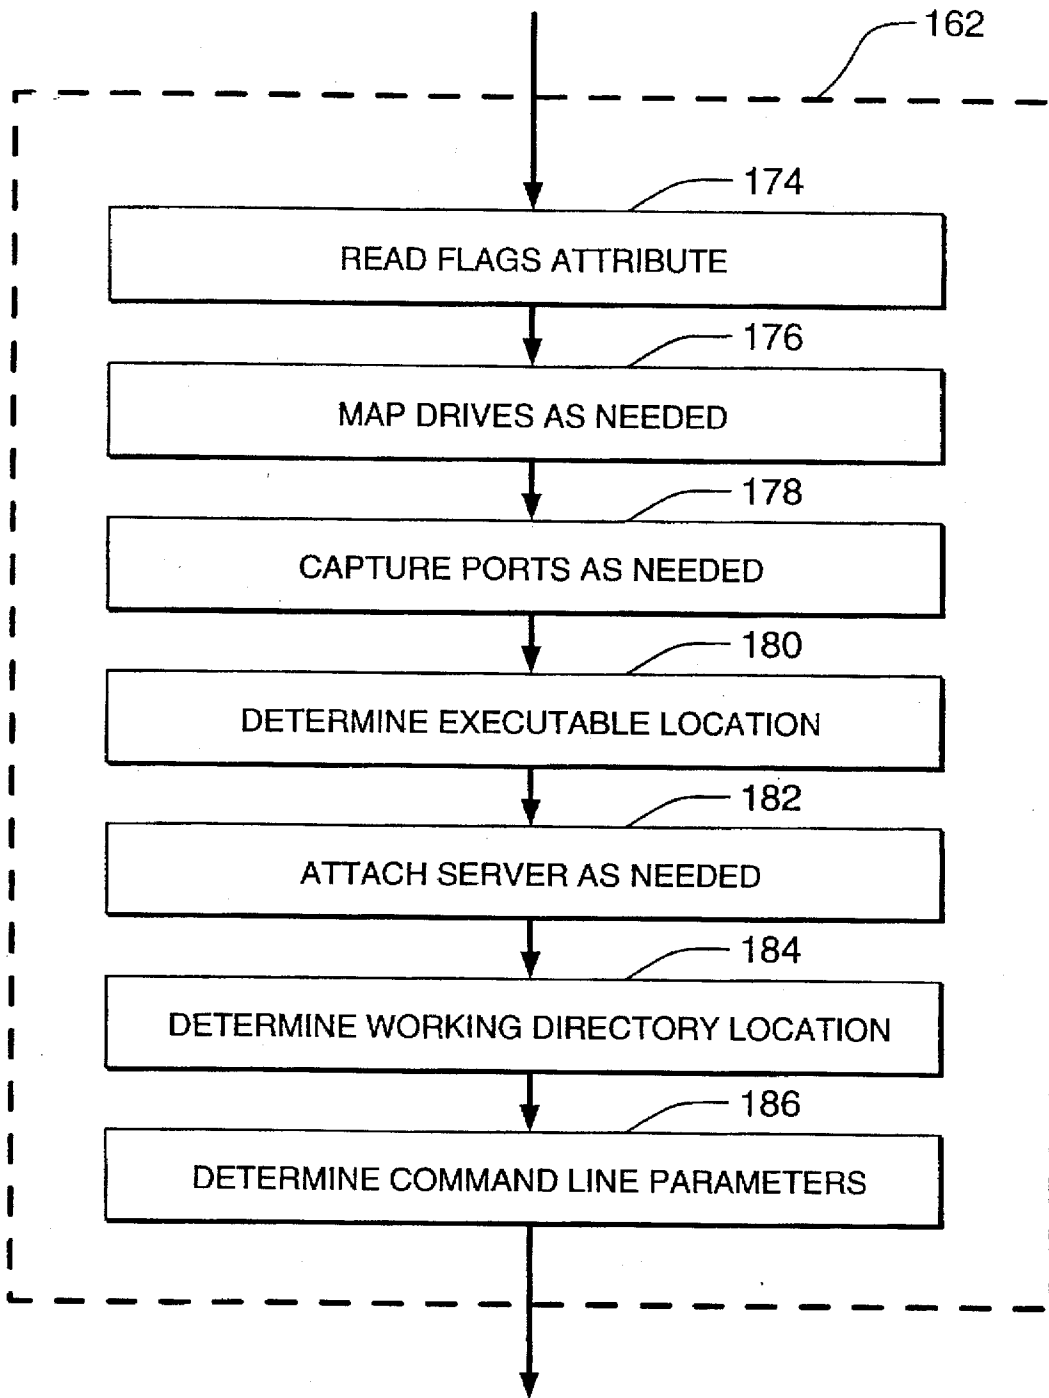 162
174
READ FLAGS ATTRIBUTE
176
MAP DRIVES AS NEEDED
178
CAPTURE PORTS AS NEEDED
180
DETERMINE EXECUTABLE LOCATION
182
ATTACH SERVER AS NEEDED
184
DETERMINE WORKING DIRECTORY LOCATION
186
DETERMINE COMMAND LINE PARAMETERS